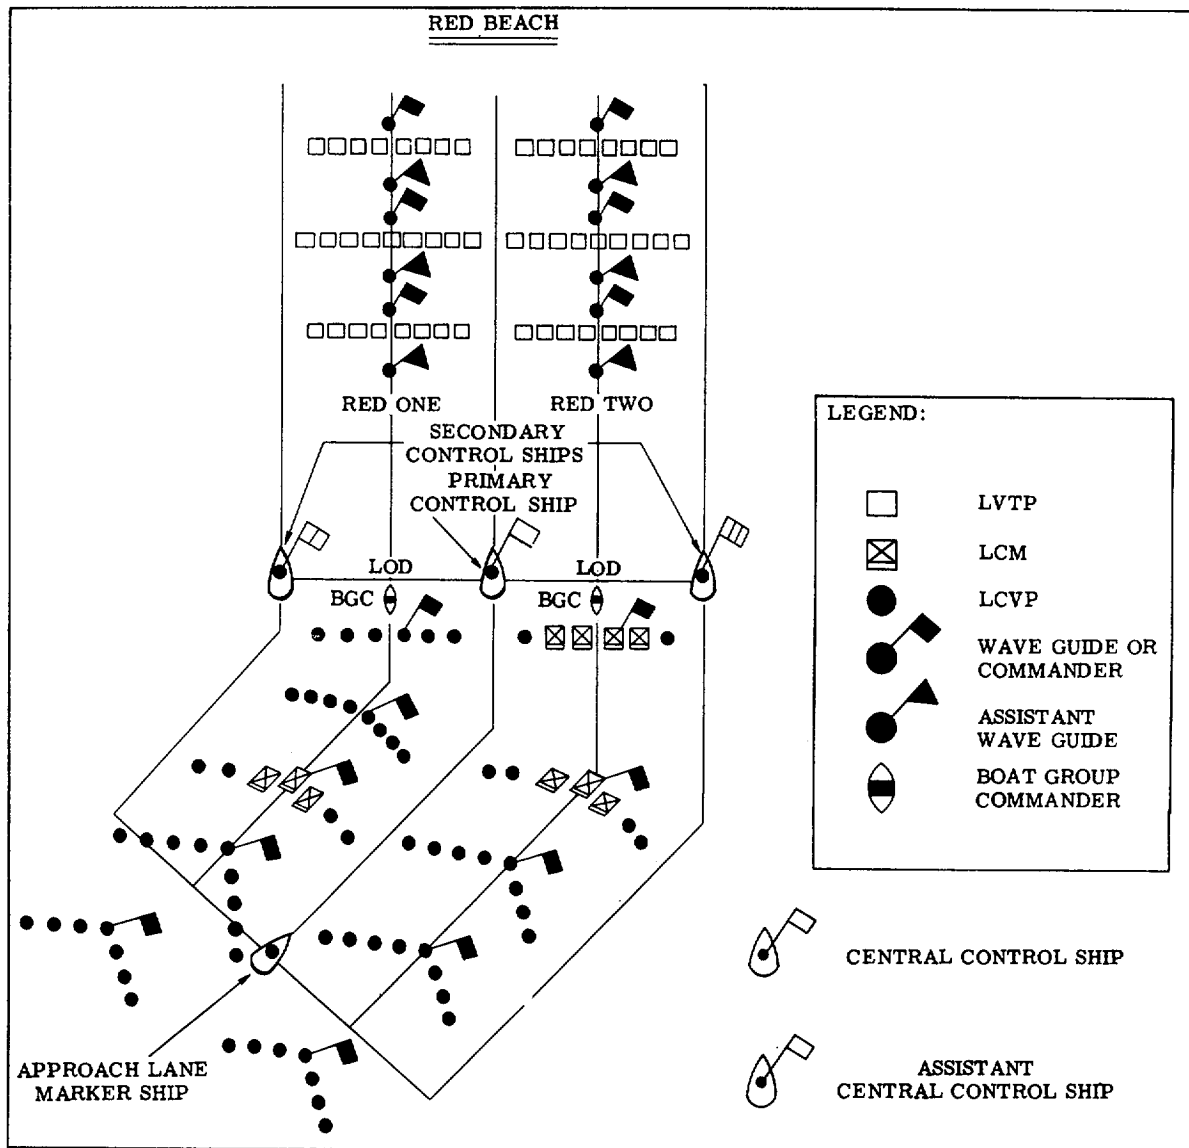 RED BEACH
RED ONE
RED TWO
SECONDARY
CONTROL SHIPS
PRIMARY
CONTROL SHIP
LOD
LOD
BGC
BGC
LEGEND:
LVTP
LCM
LCVP
WAVE GUIDE OR
COMMANDER
ASSISTANT
WAVE GUIDE
BOAT GROUP
COMMANDER
CENTRAL CONTROL SHIP
APPROACH LANE
MARKER SHIP
ASSISTANT
CENTRAL CONTROL SHIP